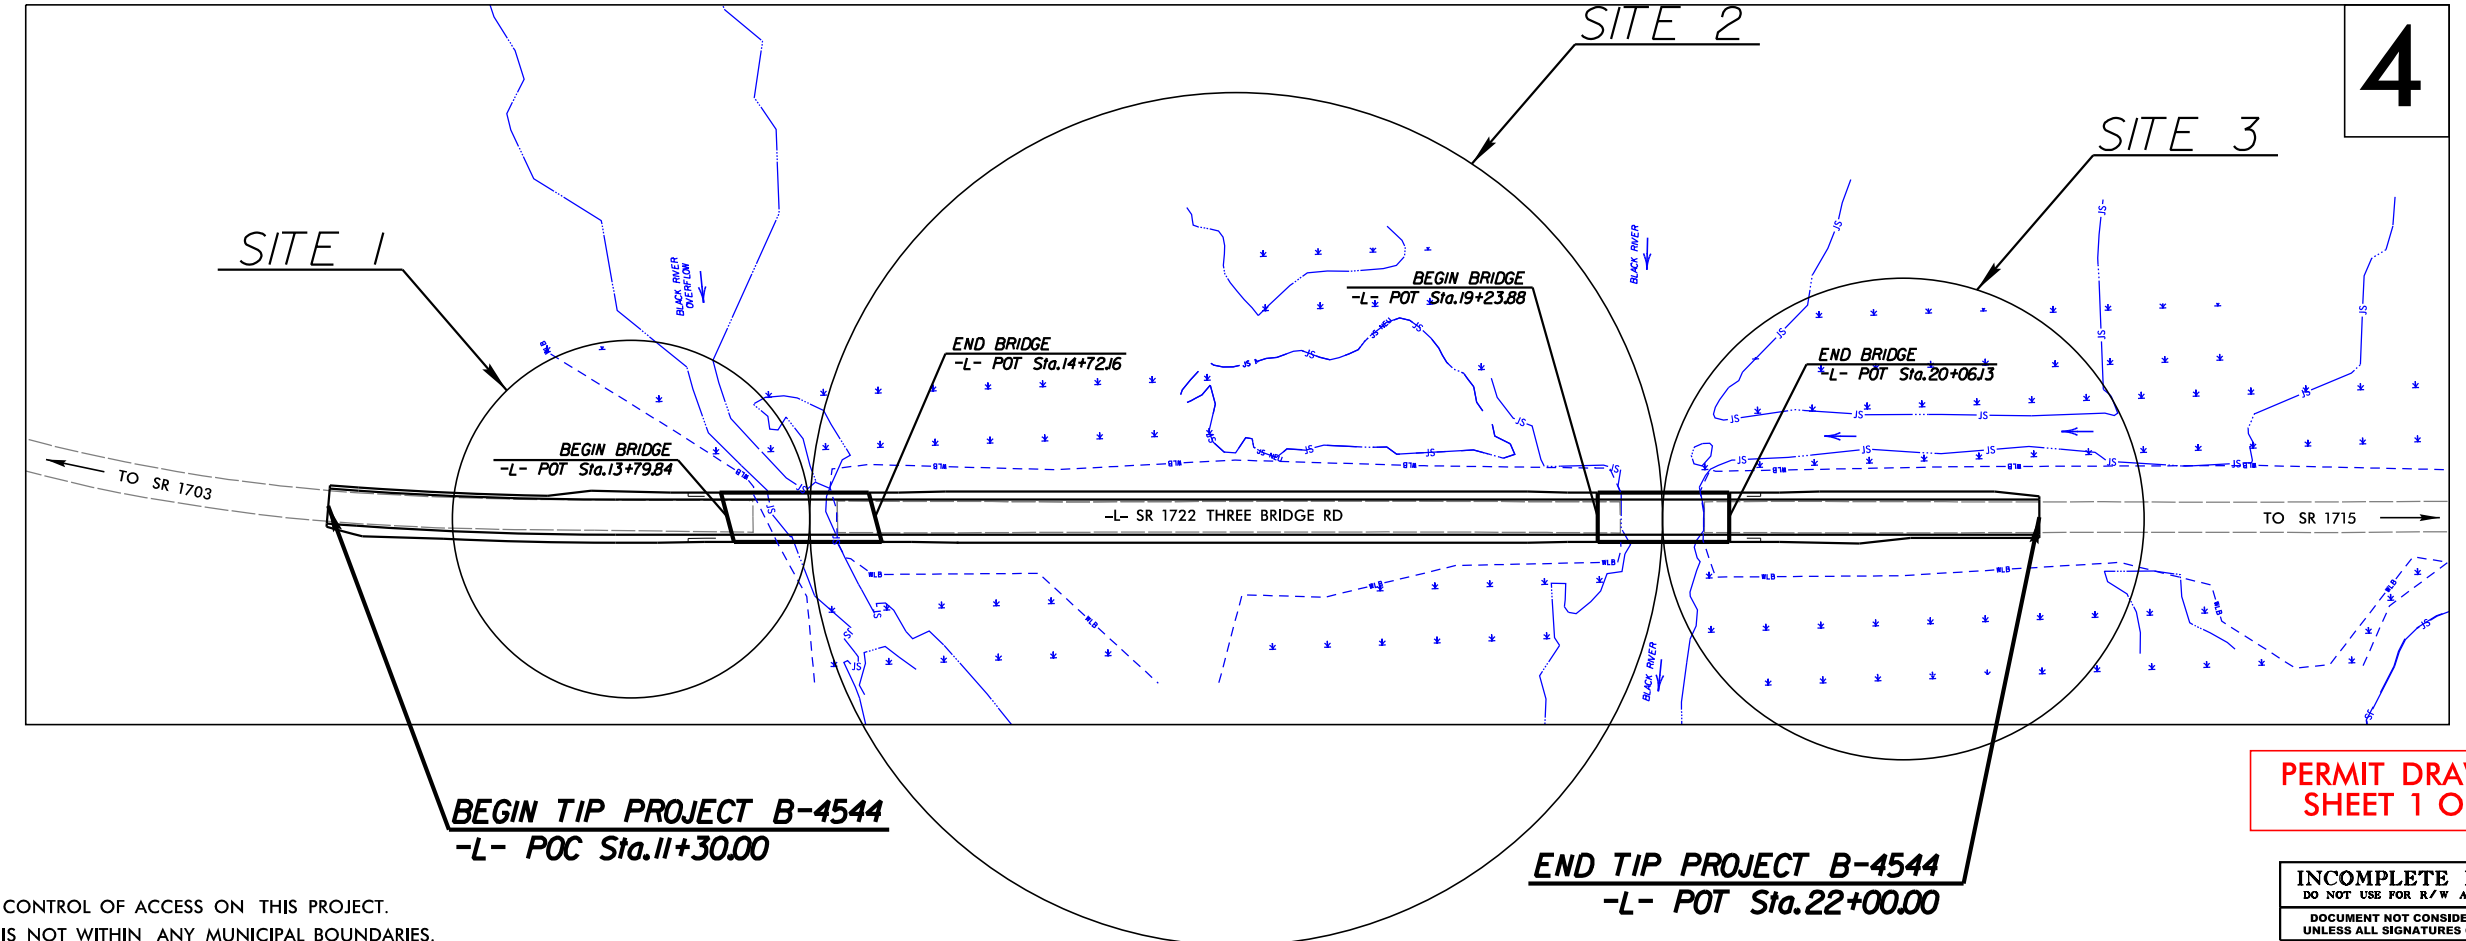 SITE 2
4
SITE 3
SITE 1
BLACK RIVER
OVERFLOW
BLACK RIVER
BEGIN BRIDGE
-L- POT Sta.19+23.88
END BRIDGE
-L- POT Sta.14+72.16
END BRIDGE
-L- POT Sta.20+06.13
BEGIN BRIDGE
-L- POT Sta.13+79.84
TO SR 1703
-L- SR 1722 THREE BRIDGE RD
TO SR 1715
BLACK RIVER
BEGIN TIP PROJECT B-4544
-L- POC Sta.11+30.00
END TIP PROJECT B-4544
-L- POT Sta.22+00.00
PERMIT
SHEET 1
INCOMPLETE
DO NOT USE FOR R/W
DOCUMENT NOT
UNLESS ALL SIGNATURES
CONTROL OF ACCESS ON THIS PROJECT.
IS NOT WITHIN ANY MUNICIPAL BOUNDARIES.